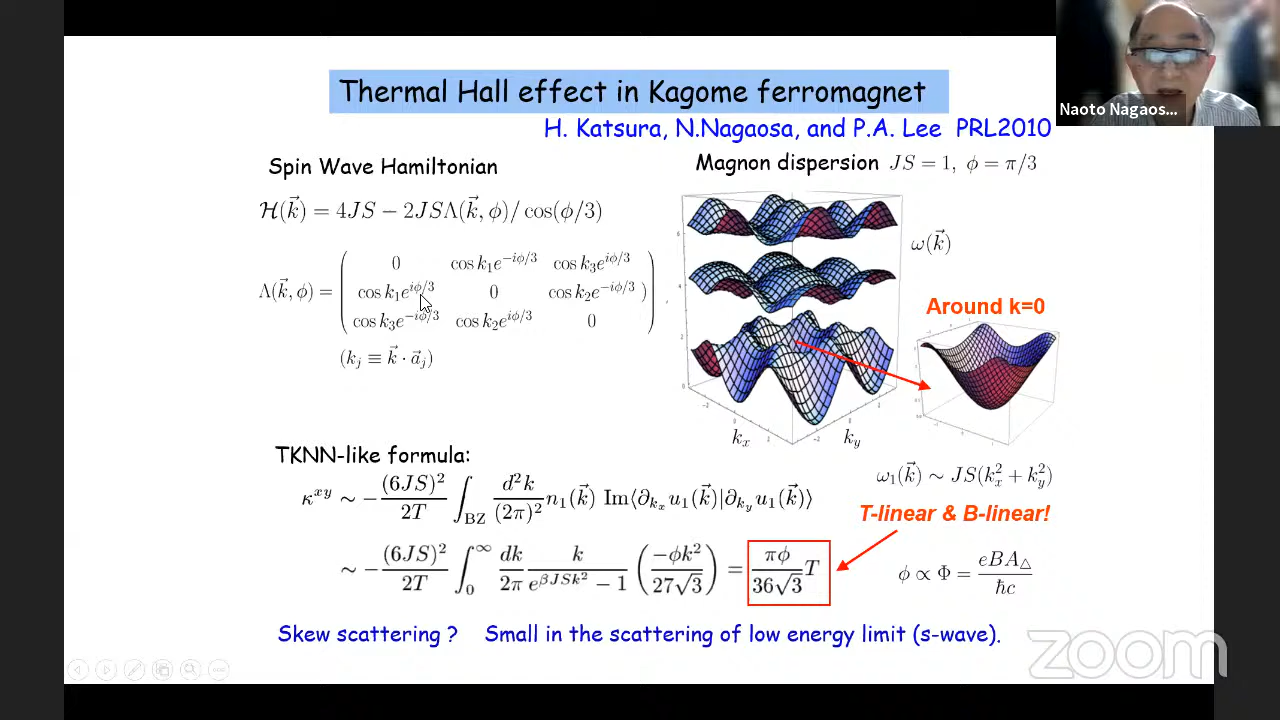 Thermal Hall effect in Kagome ferromagnet
Naoto Nagaos...
H. Katsura, N.Nagaosa, and P.A. Lee PRL2010
Spin Wave Hamiltonian
Magnon dispersion JS = 1, ϕ = π/3
ℋ(k⃗) = 4JS − 2JSΛ(k⃗, ϕ)/ cos(ϕ/3)
ω(k⃗)
Λ(k⃗, ϕ) = ( 0 cos k₁e^{−iϕ/3} cos k₃e^{iϕ/3}
cos k₁e^{iϕ/3} 0 cos k₂e^{−iϕ/3} )
cos k₃e^{−iϕ/3} cos k₂e^{iϕ/3} 0 ) ,
(k_j ≡ k⃗ · a⃗_j)
Around k=0
k_x k_y
TKNN-like formula:
κ^{xy} ∼ −(6JS)²/2T ∫_BZ d²k/(2π)² n₁(k⃗) Im⟨∂_{k_x} u₁(k⃗)|∂_{k_y} u₁(k⃗)⟩
ω₁(k⃗) ∼ JS(k_x² + k_y²)
T-linear & B-linear!
∼ −(6JS)²/2T ∫₀^∞ dk/2π k/(e^{βJSk²} − 1) (−ϕk²/27√3) = πϕ/36√3 T
ϕ ∝ Φ = eBA_△/ħc
Skew scattering ? Small in the scattering of low energy limit (s-wave).
zoom